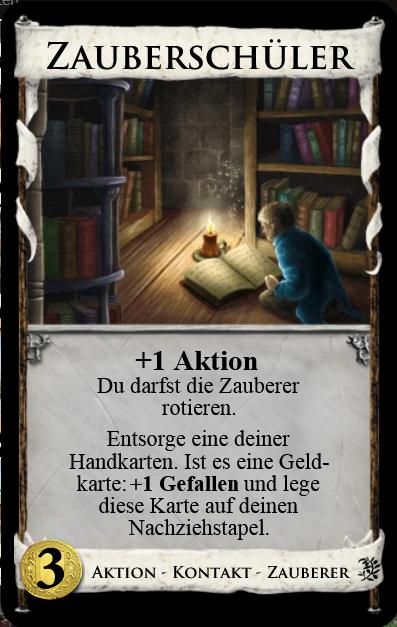 ZAUBERSCHÜLER
+1 Aktion
Du darfst die Zauberer
rotieren.
Entsorge eine deiner
Handkarten. Ist es eine Geld-
karte: +1 Gefallen und lege
diese Karte auf deinen
Nachziehstapel.
3
AKTION - KONTAKT - ZAUBERER